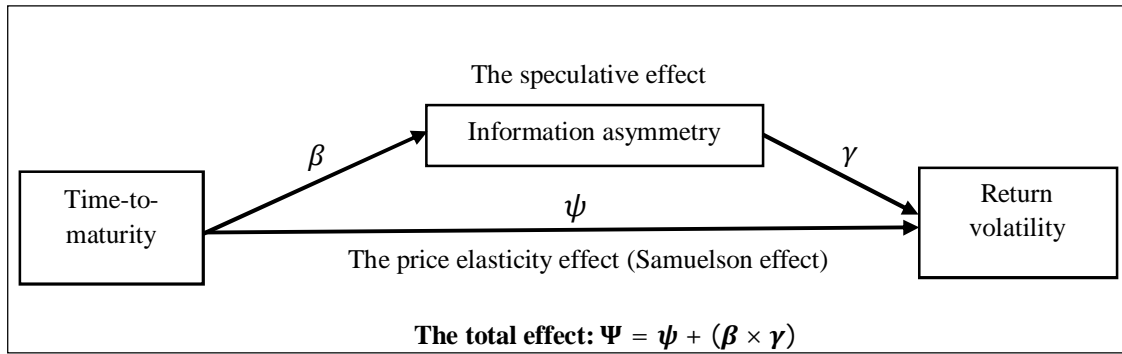 The speculative effect
Information asymmetry
β
γ
Time-to-
maturity
ψ
Return
volatility
The price elasticity effect (Samuelson effect)
The total effect: Ψ = ψ + (β × γ)